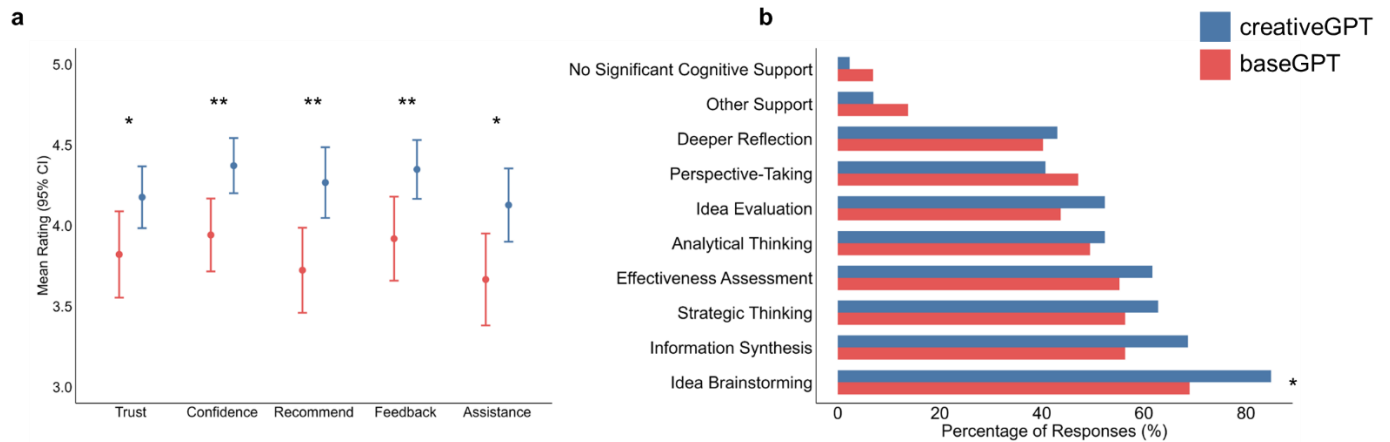 a
5.0
4.5
4.0
3.5
3.0
Mean Rating (95% CI)
*
**
**
**
*
Trust
Confidence
Recommend
Feedback
Assistance
b
creativeGPT
baseGPT
No Significant Cognitive Support
Other Support
Deeper Reflection
Perspective-Taking
Idea Evaluation
Analytical Thinking
Effectiveness Assessment
Strategic Thinking
Information Synthesis
Idea Brainstorming
*
0
20
40
60
80
Percentage of Responses (%)